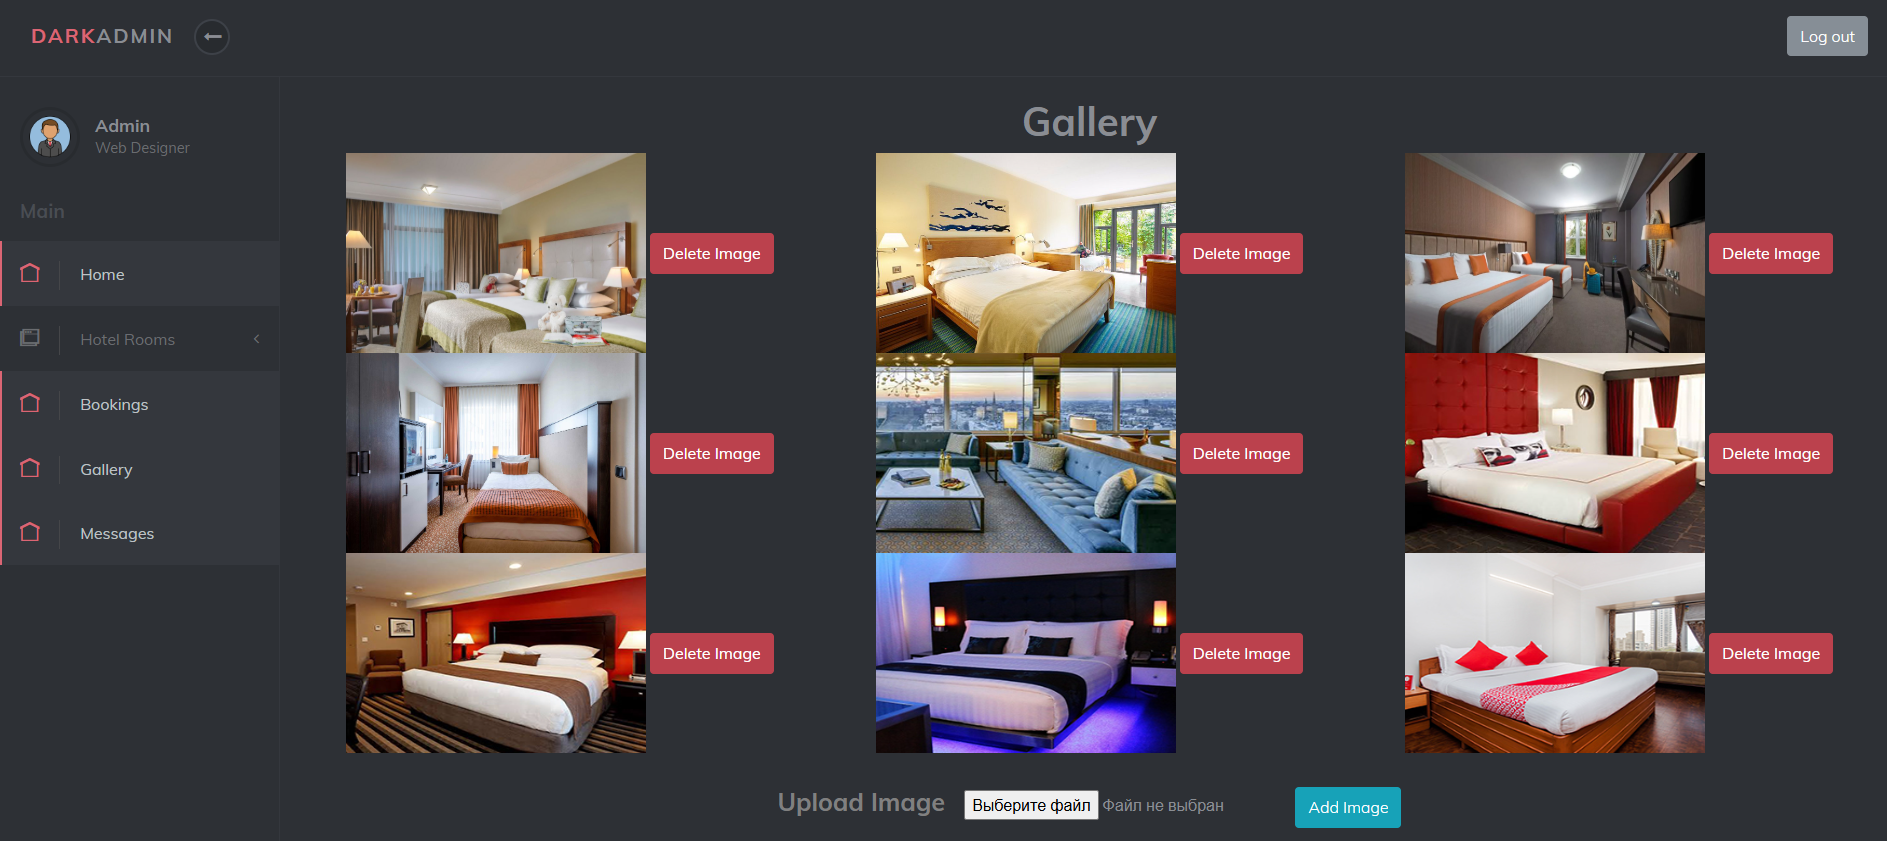 DARKADMIN
Log out
Admin
Web Designer
Main
Home
Hotel Rooms
Bookings
Gallery
Messages
Gallery
Delete Image
Delete Image
Delete Image
Delete Image
Delete Image
Delete Image
Delete Image
Delete Image
Delete Image
Upload Image
Выберите файл Файл не выбран
Add Image